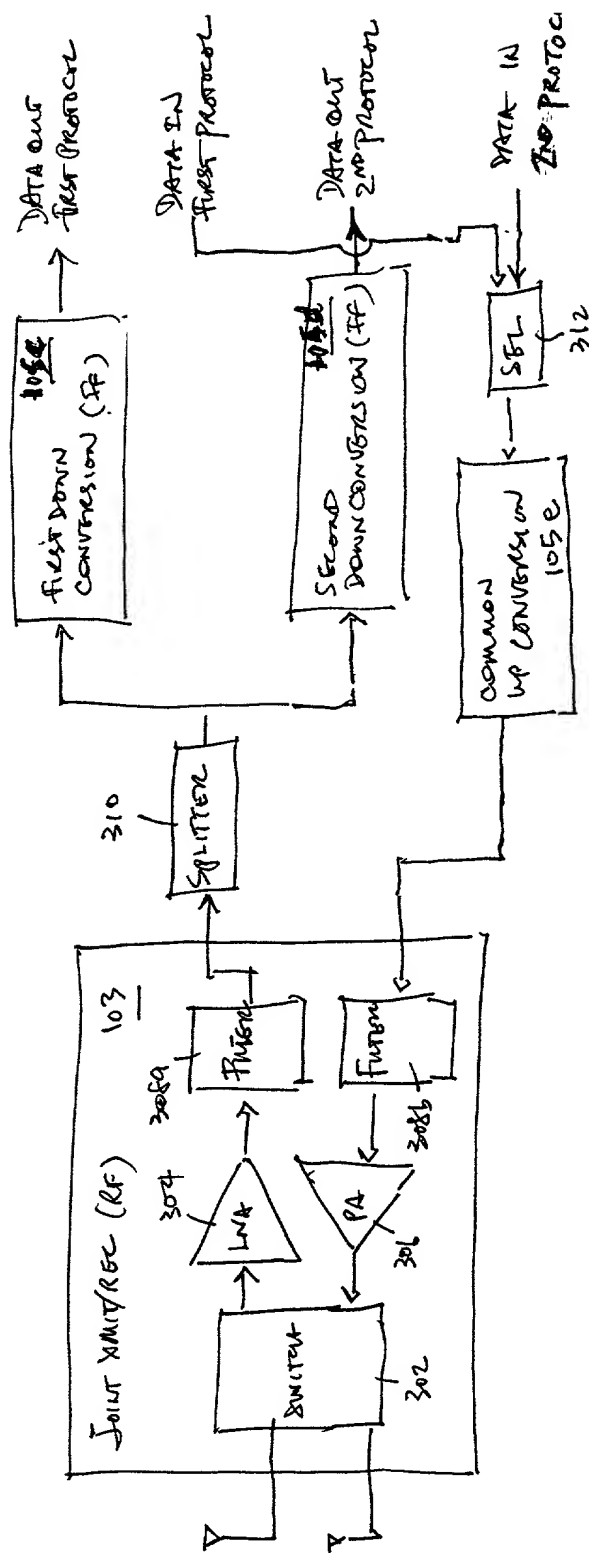 JOINT XMIT/REC (RF)
103
SWITCH
302
LNA
304
PA
306
FILTER
308a
FILTER
308b
SPLITTER
310
FIRST DOWN
CONVERSION (IF)
SECOND
DOWN CONVERSION (IF)
COMMON
UP CONVERSION
105e
SEL
312
DATA OUT
FIRST PROTOCOL
DATA IN
FIRST PROTOCOL
DATA OUT
2ND PROTOCOL
DATA IN
2ND PROTOC